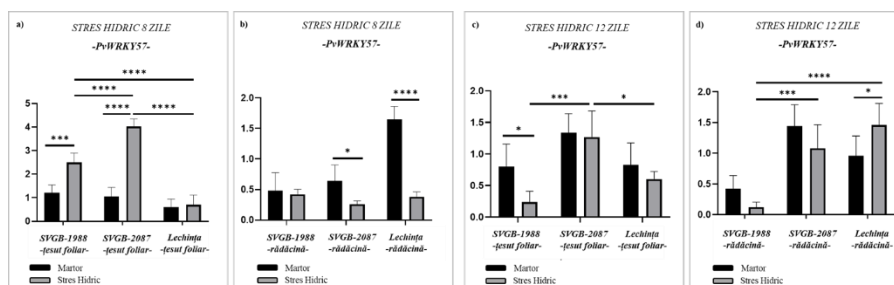 a)
STRES HIDRIC 8 ZILE
-PvWRKY57-
****
****
***
****
****
5
4
3
2
1
0
SVGB-1988
-țesut foliar-
SVGB-2087
-țesut foliar-
Lechința
-țesut foliar-
Martor
Stres Hidric
b)
STRES HIDRIC 8 ZILE
-PvWRKY57-
****
*
2.0
1.5
1.0
0.5
0.0
SVGB-1988
-rădăcină-
SVGB-2087
-rădăcină-
Lechința
-rădăcină-
Martor
Stres Hidric
c)
STRES HIDRIC 12 ZILE
-PvWRKY57-
***
*
*
2.0
1.5
1.0
0.5
0.0
SVGB-1988
-țesut foliar-
SVGB-2087
-țesut foliar-
Lechința
-țesut foliar-
Martor
Stres Hidric
d)
STRES HIDRIC 12 ZILE
-PvWRKY57-
****
***
*
2.0
1.5
1.0
0.5
0.0
SVGB-1988
-rădăcină-
SVGB-2087
-rădăcină-
Lechința
-rădăcină-
Martor
Stres Hidric